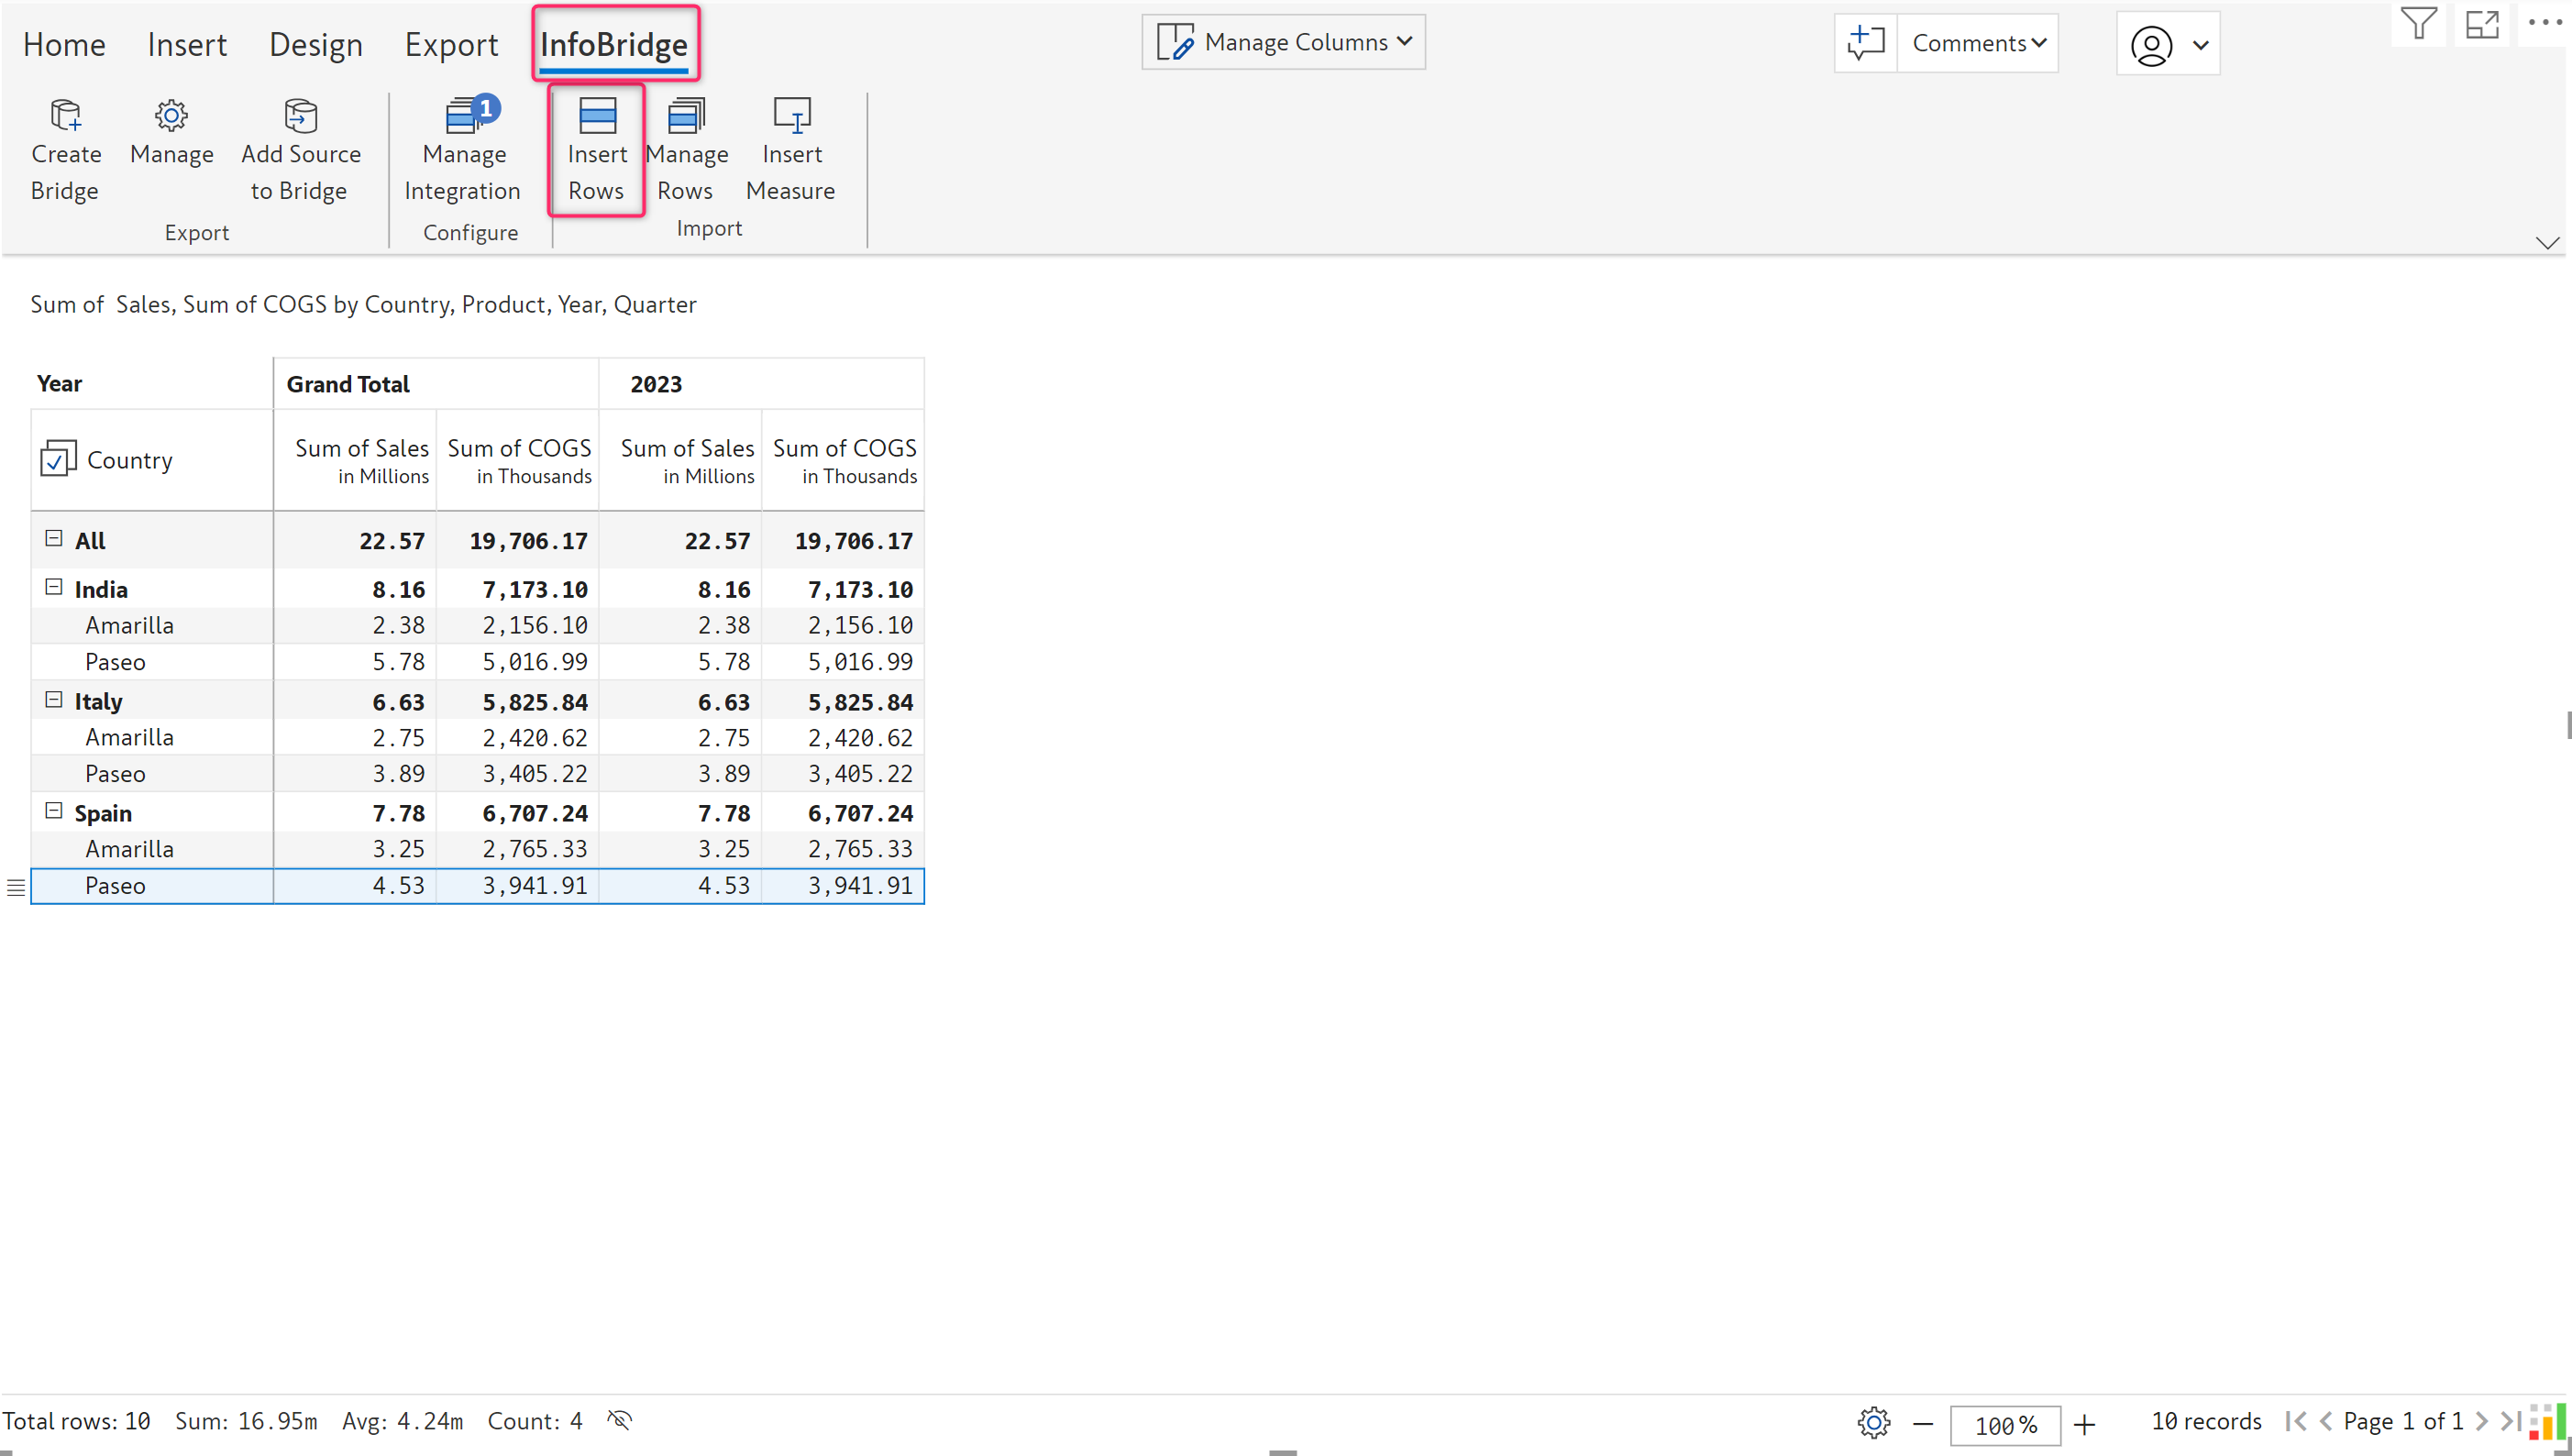 Home Insert Design Export InfoBridge Manage Columns Comments
Create Bridge
Manage
Add Source to Bridge
Export
1
Manage Integration
Configure
Insert Rows
Manage Rows
Insert Measure
Import
Sum of Sales, Sum of COGS by Country, Product, Year, Quarter
Year Grand Total 2023
Country Sum of Sales in Millions Sum of COGS in Thousands Sum of Sales in Millions Sum of COGS in Thousands
All 22.57 19,706.17 22.57 19,706.17
India 8.16 7,173.10 8.16 7,173.10
Amarilla 2.38 2,156.10 2.38 2,156.10
Paseo 5.78 5,016.99 5.78 5,016.99
Italy 6.63 5,825.84 6.63 5,825.84
Amarilla 2.75 2,420.62 2.75 2,420.62
Paseo 3.89 3,405.22 3.89 3,405.22
Spain 7.78 6,707.24 7.78 6,707.24
Amarilla 3.25 2,765.33 3.25 2,765.33
Paseo 4.53 3,941.91 4.53 3,941.91
Total rows: 10 Sum: 16.95m Avg: 4.24m Count: 4 100% 10 records Page 1 of 1